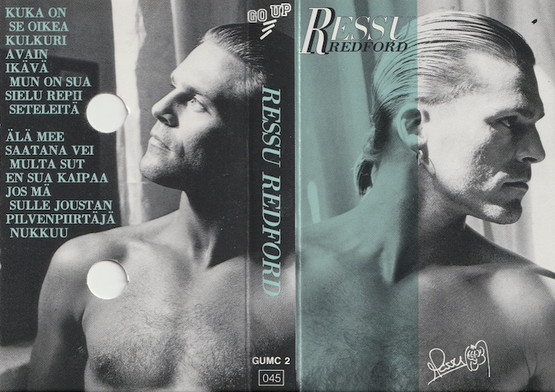 KUKA ON
SE OIKEA
KULKURI
AVAIN
IKÄVÄ
MUN ON SUA
SIELU REPII
SETELEITÄ
ÄLÄ MEE
SAATANA VEI
MULTA SUT
EN SUA KAIPAA
JOS MÄ
SULLE JOUSTAN
PILVENPIIRTÄJÄ
NUKKUU
GO UP
RESSU REDFORD
GUMC 2
045
RESSU
REDFORD
Ressu